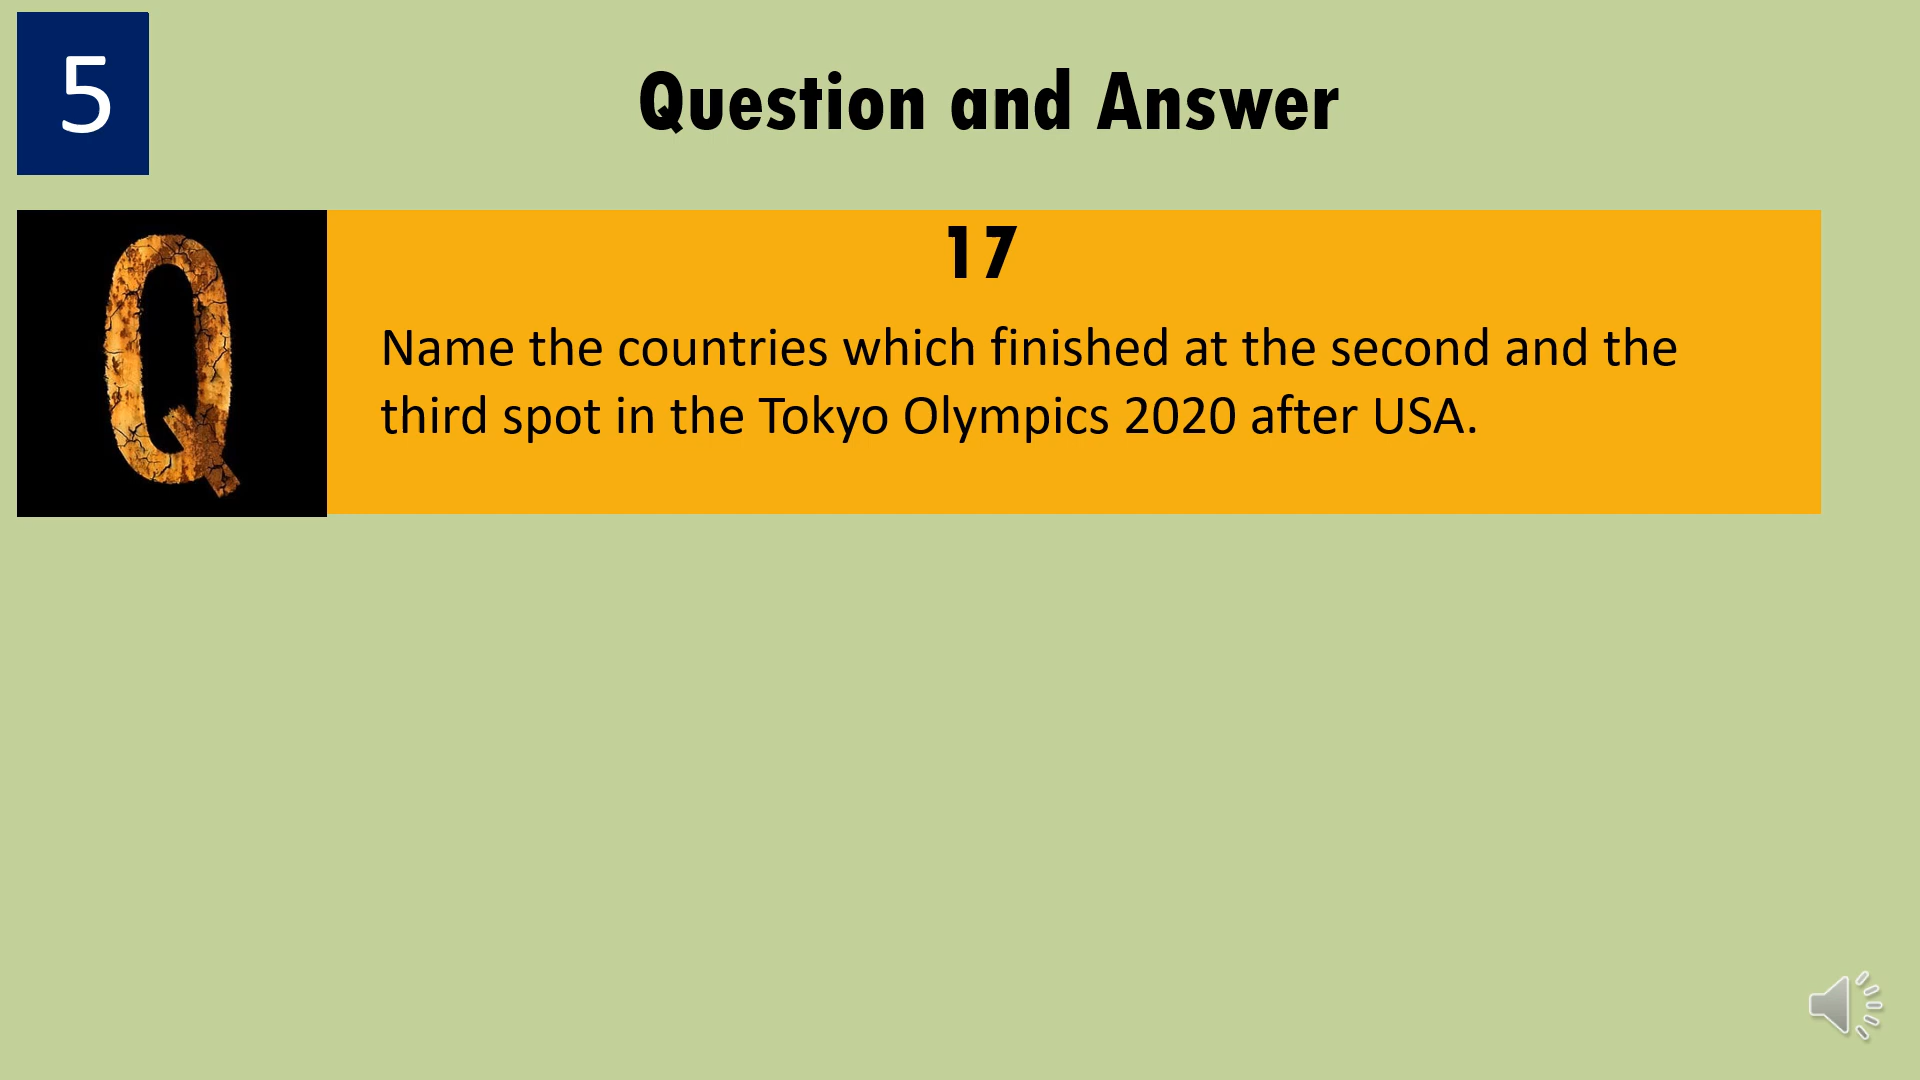 5
Question and Answer
Q
17
Name the countries which finished at the second and the
third spot in the Tokyo Olympics 2020 after USA.